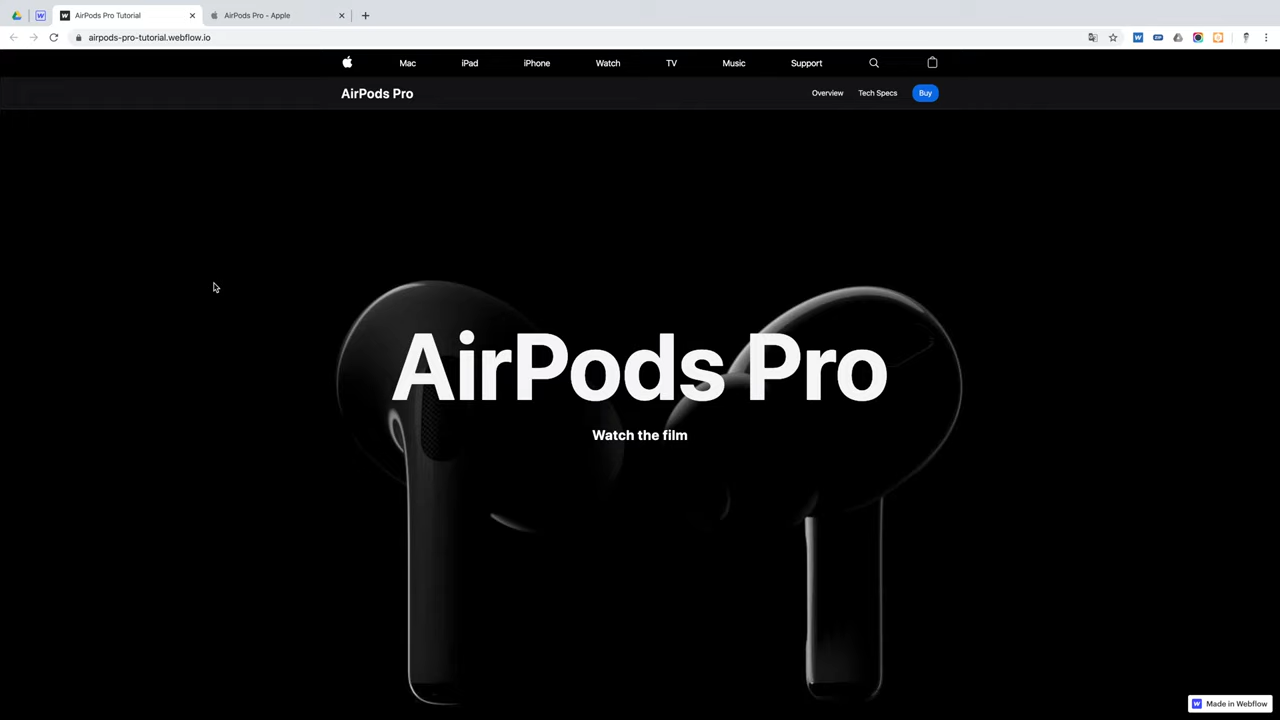 AirPods Pro Tutorial
AirPods Pro - Apple
airpods-pro-tutorial.webflow.io
Mac iPad iPhone Watch TV Music Support
AirPods Pro Overview Tech Specs Buy
AirPods Pro
Watch the film
Made in Webflow